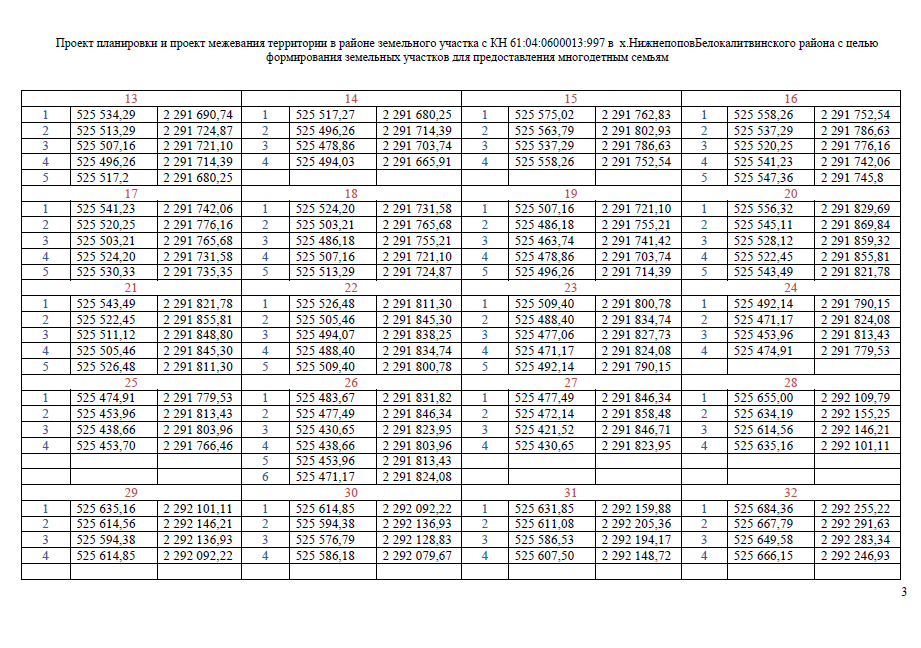 Проект планировки и проект межевания территории в районе земельного участка с КН 61:04:0600013:997 в х.НижнепоповБелокалитвинского района с целью
формирования земельных участков для предоставления многодетным семьям
13 14 15 16
1 525 534,29 2 291 690,74 1 525 517,27 2 291 680,25 1 525 575,02 2 291 762,83 1 525 558,26 2 291 752,54
2 525 513,29 2 291 724,87 2 525 496,26 2 291 714,39 2 525 563,79 2 291 802,93 2 525 537,29 2 291 786,63
3 525 507,16 2 291 721,10 3 525 478,86 2 291 703,74 3 525 537,29 2 291 786,63 3 525 520,25 2 291 776,16
4 525 496,26 2 291 714,39 4 525 494,03 2 291 665,91 4 525 558,26 2 291 752,54 4 525 541,23 2 291 742,06
5 525 517,2 2 291 680,25 5 525 547,36 2 291 745,8
17 18 19 20
1 525 541,23 2 291 742,06 1 525 524,20 2 291 731,58 1 525 507,16 2 291 721,10 1 525 556,32 2 291 829,69
2 525 520,25 2 291 776,16 2 525 503,21 2 291 765,68 2 525 486,18 2 291 755,21 2 525 545,11 2 291 869,84
3 525 503,21 2 291 765,68 3 525 486,18 2 291 755,21 3 525 463,74 2 291 741,42 3 525 528,12 2 291 859,32
4 525 524,20 2 291 731,58 4 525 507,16 2 291 721,10 4 525 478,86 2 291 703,74 4 525 522,45 2 291 855,81
5 525 530,33 2 291 735,35 5 525 513,29 2 291 724,87 5 525 496,26 2 291 714,39 5 525 543,49 2 291 821,78
21 22 23 24
1 525 543,49 2 291 821,78 1 525 526,48 2 291 811,30 1 525 509,40 2 291 800,78 1 525 492,14 2 291 790,15
2 525 522,45 2 291 855,81 2 525 505,46 2 291 845,30 2 525 488,40 2 291 834,74 2 525 471,17 2 291 824,08
3 525 511,12 2 291 848,80 3 525 494,07 2 291 838,25 3 525 477,06 2 291 827,73 3 525 453,96 2 291 813,43
4 525 505,46 2 291 845,30 4 525 488,40 2 291 834,74 4 525 471,17 2 291 824,08 4 525 474,91 2 291 779,53
5 525 526,48 2 291 811,30 5 525 509,40 2 291 800,78 5 525 492,14 2 291 790,15
25 26 27 28
1 525 474,91 2 291 779,53 1 525 483,67 2 291 831,82 1 525 477,49 2 291 846,34 1 525 655,00 2 292 109,79
2 525 453,96 2 291 813,43 2 525 477,49 2 291 846,34 2 525 472,14 2 291 858,48 2 525 634,19 2 292 155,25
3 525 438,66 2 291 803,96 3 525 430,65 2 291 823,95 3 525 421,52 2 291 846,71 3 525 614,56 2 292 146,21
4 525 453,70 2 291 766,46 4 525 438,66 2 291 803,96 4 525 430,65 2 291 823,95 4 525 635,16 2 292 101,11
5 525 453,96 2 291 813,43
6 525 471,17 2 291 824,08
29 30 31 32
1 525 635,16 2 292 101,11 1 525 614,85 2 292 092,22 1 525 631,85 2 292 159,88 1 525 684,36 2 292 255,22
2 525 614,56 2 292 146,21 2 525 594,38 2 292 136,93 2 525 611,08 2 292 205,36 2 525 667,79 2 292 291,63
3 525 594,38 2 292 136,93 3 525 576,79 2 292 128,83 3 525 586,53 2 292 194,17 3 525 649,58 2 292 283,34
4 525 614,85 2 292 092,22 4 525 586,18 2 292 079,67 4 525 607,50 2 292 148,72 4 525 666,15 2 292 246,93
3